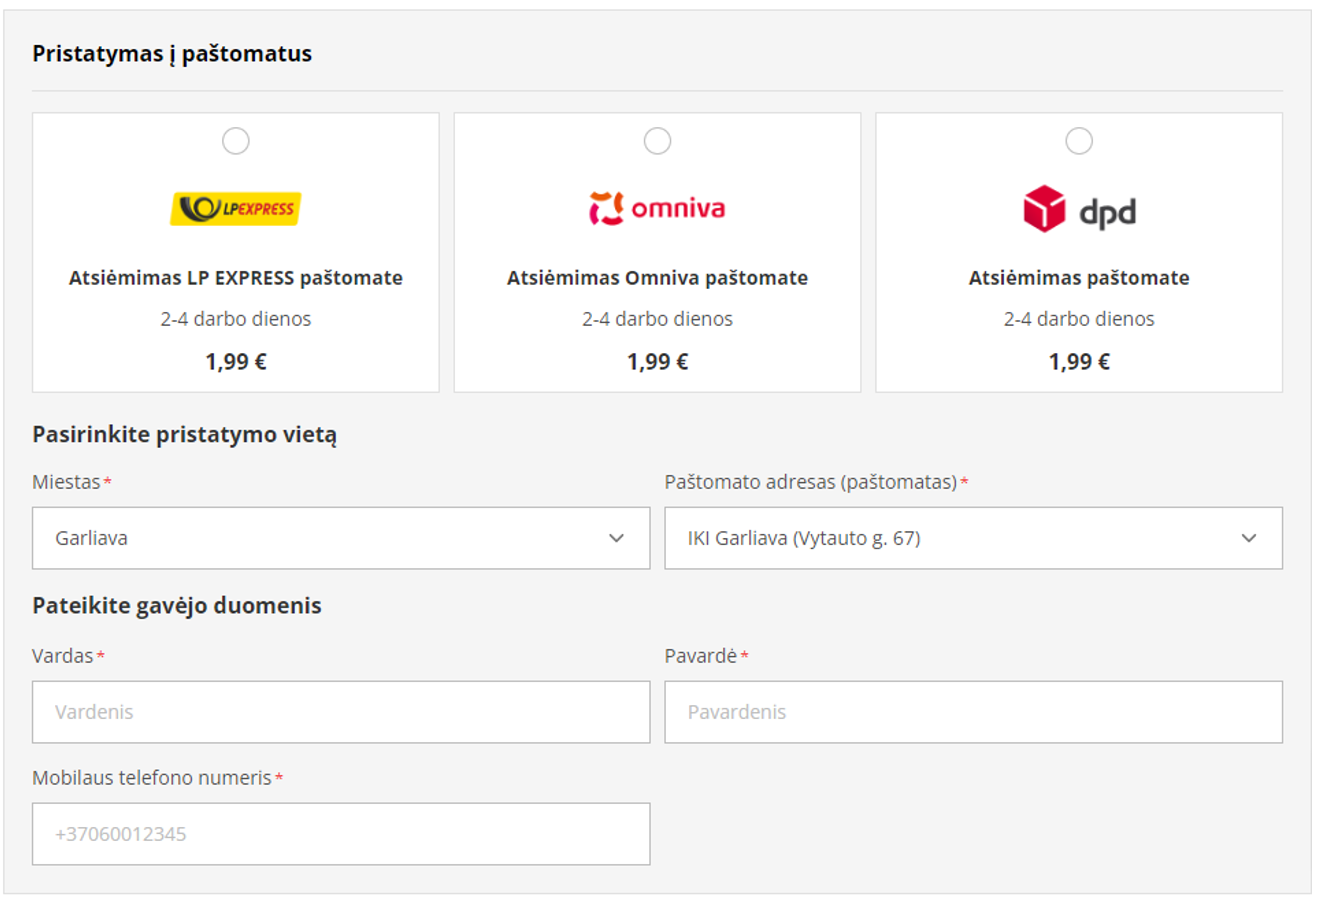 Pristatymas į paštomatus
LPEXPRESS
Atsiėmimas LP EXPRESS paštomate
2-4 darbo dienos
1,99 €
omniva
Atsiėmimas Omniva paštomate
2-4 darbo dienos
1,99 €
dpd
Atsiėmimas paštomate
2-4 darbo dienos
1,99 €
Pasirinkite pristatymo vietą
Miestas*
Garliava
Paštomato adresas (paštomatas)*
IKI Garliava (Vytauto g. 67)
Pateikite gavėjo duomenis
Vardas*
Vardenis
Pavardė*
Pavardenis
Mobilaus telefono numeris*
+37060012345